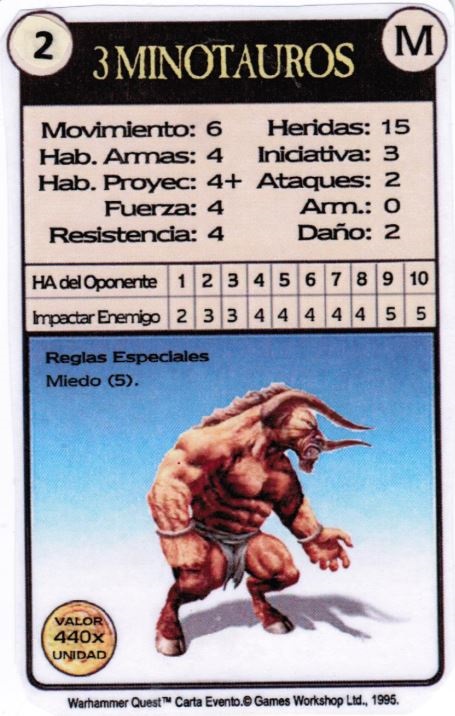 2
3 MINOTAUROS
M
Movimiento: 6 Heridas: 15
Hab. Armas: 4 Iniciativa: 3
Hab. Proyec: 4+ Ataques: 2
Fuerza: 4 Arm.: 0
Resistencia: 4 Daño: 2
HA del Oponente 1 2 3 4 5 6 7 8 9 10
Impactar Enemigo 2 3 3 4 4 4 4 4 5 5
Reglas Especiales
Miedo (5).
VALOR
440x
UNIDAD
Warhammer Quest™ Carta Evento.© Games Workshop Ltd., 1995.